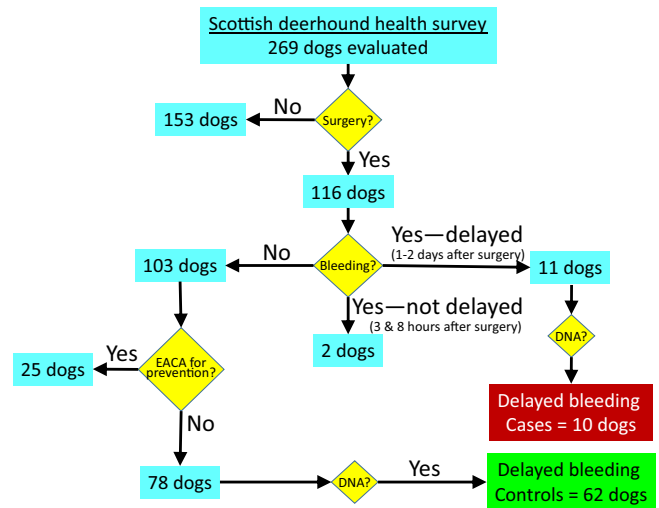 Scottish deerhound health survey
269 dogs evaluated
No
Surgery?
153 dogs
Yes
116 dogs
Yes—delayed
(1-2 days after surgery)
No
103 dogs
Bleeding?
11 dogs
Yes—not delayed
(3 & 8 hours after surgery)
2 dogs
DNA?
Yes
EACA for
prevention?
25 dogs
Delayed bleeding
Cases = 10 dogs
No
78 dogs
DNA?
Yes
Delayed bleeding
Controls = 62 dogs